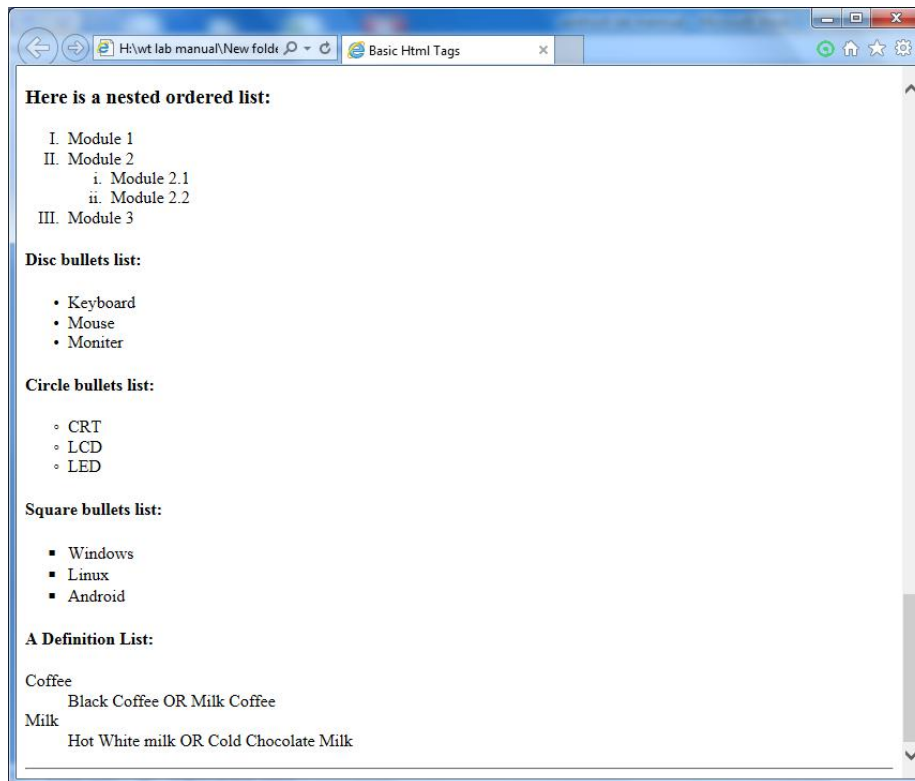 H:\wt lab manual\New folde
Basic Html Tags
Here is a nested ordered list:
I. Module 1
II. Module 2
i. Module 2.1
ii. Module 2.2
III. Module 3
Disc bullets list:
• Keyboard
• Mouse
• Moniter
Circle bullets list:
◦ CRT
◦ LCD
◦ LED
Square bullets list:
▪ Windows
▪ Linux
▪ Android
A Definition List:
Coffee
Black Coffee OR Milk Coffee
Milk
Hot White milk OR Cold Chocolate Milk